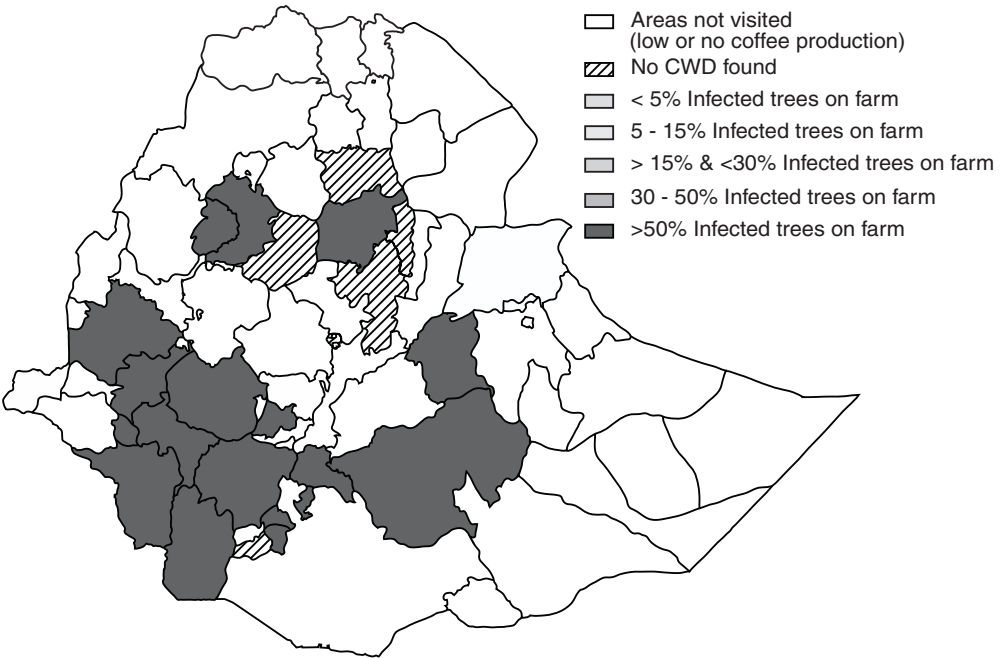 Areas not visited
(low or no coffee production)
No CWD found
< 5% Infected trees on farm
5 - 15% Infected trees on farm
> 15% & <30% Infected trees on farm
30 - 50% Infected trees on farm
>50% Infected trees on farm